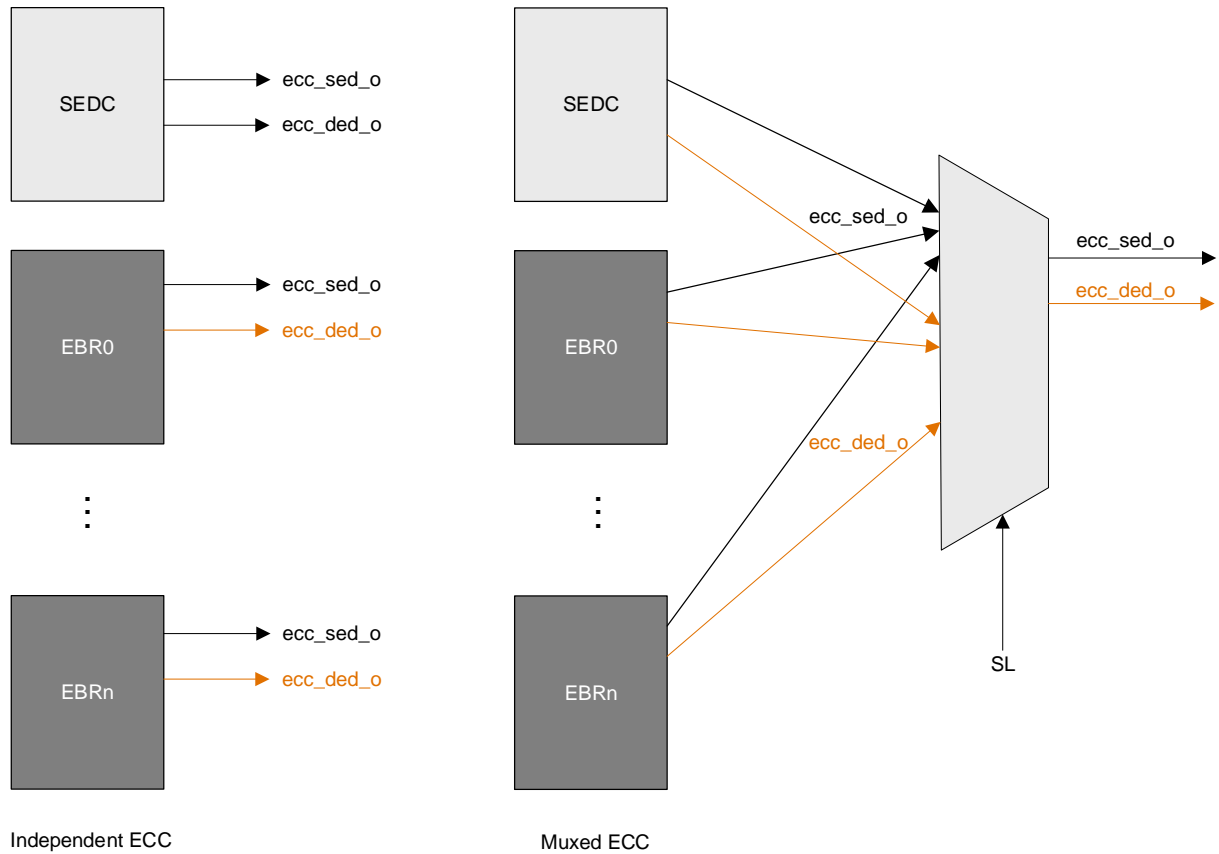 SEDC
ecc_sed_o
ecc_ded_o
EBR0
ecc_sed_o
ecc_ded_o
⋮
EBRn
ecc_sed_o
ecc_ded_o
Independent ECC
SEDC
ecc_sed_o
EBR0
ecc_ded_o
⋮
EBRn
ecc_sed_o
ecc_ded_o
SL
Muxed ECC